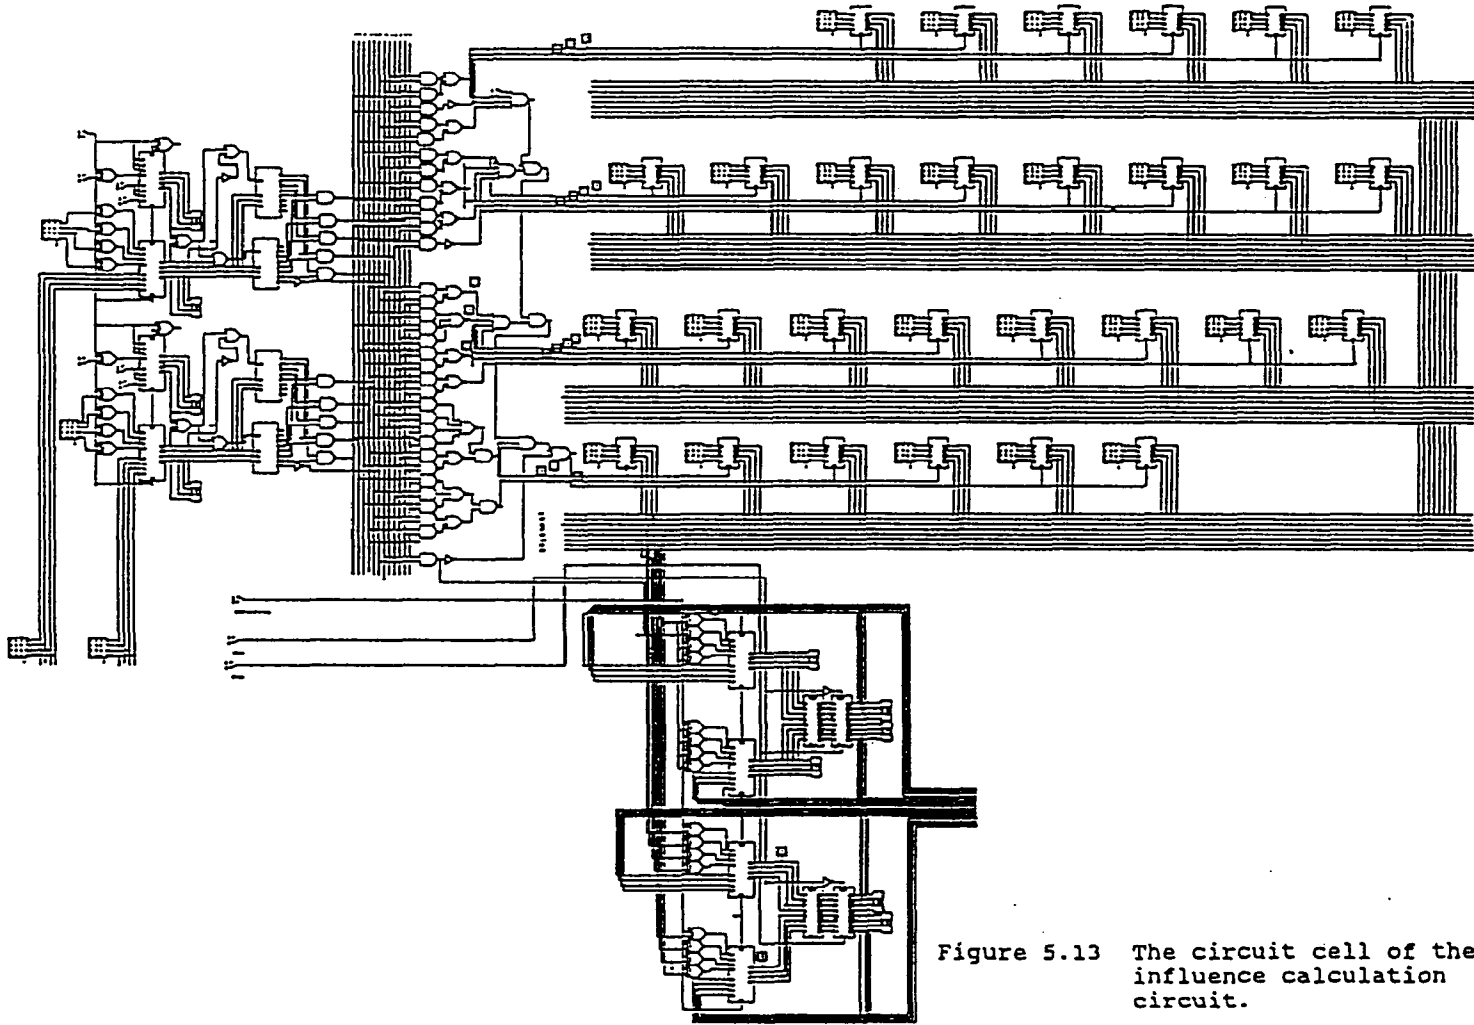 Figure 5.13 The circuit cell of the
influence calculation
circuit.